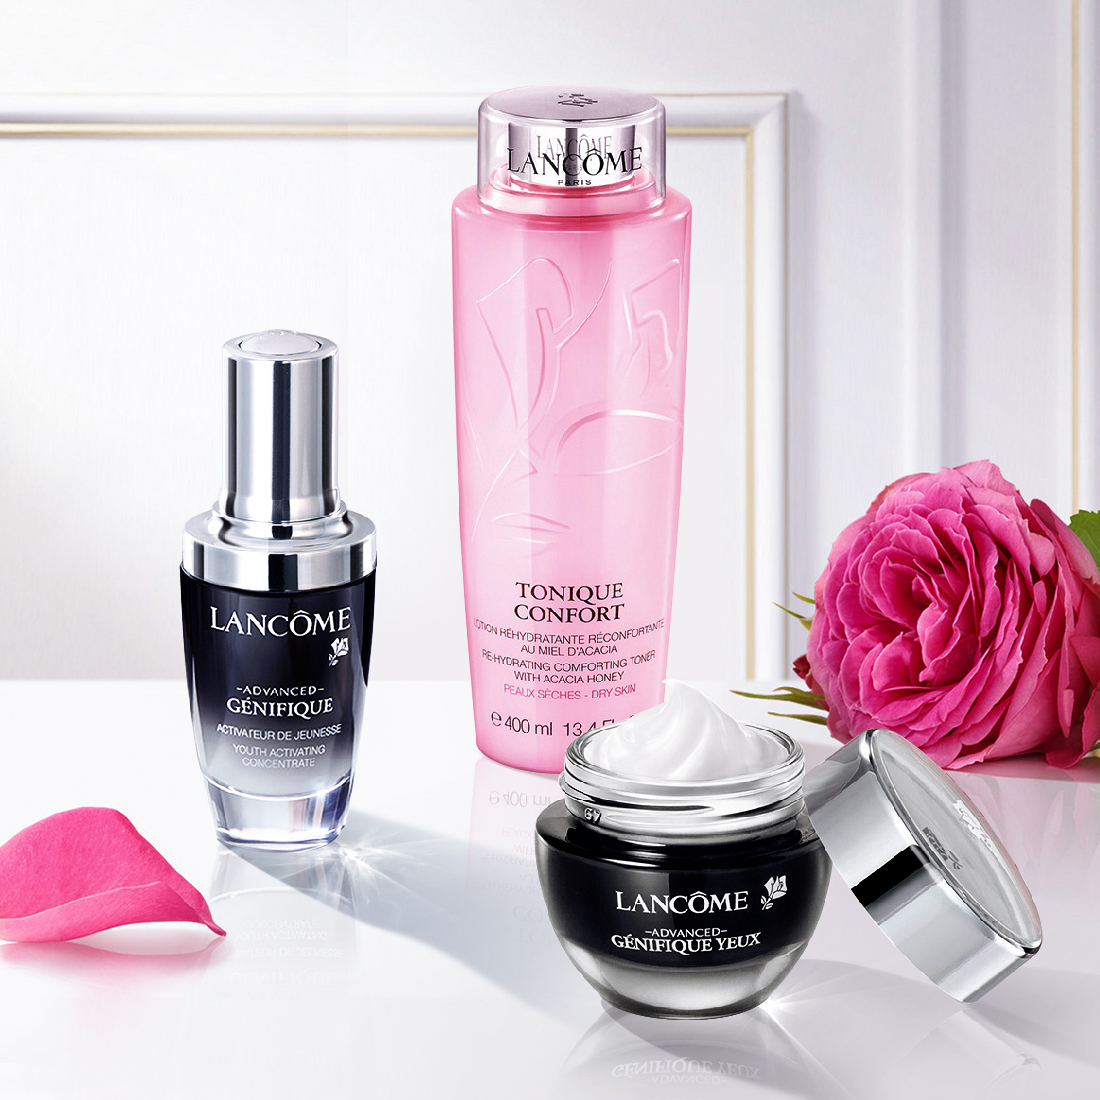 LANCÔME
PARIS
TONIQUE
CONFORT
LOTION RÉHYDRATANTE RÉCONFORTANTE
AU MIEL D'ACACIA
RE-HYDRATING COMFORTING TONER
WITH ACACIA HONEY
PEAUX SÈCHES - DRY SKIN
e 400 ml 13.4 FL
LANCÔME
–ADVANCED–
GÉNIFIQUE
ACTIVATEUR DE JEUNESSE
YOUTH ACTIVATING
CONCENTRATE
LANCÔME
–ADVANCED–
GÉNIFIQUE YEUX